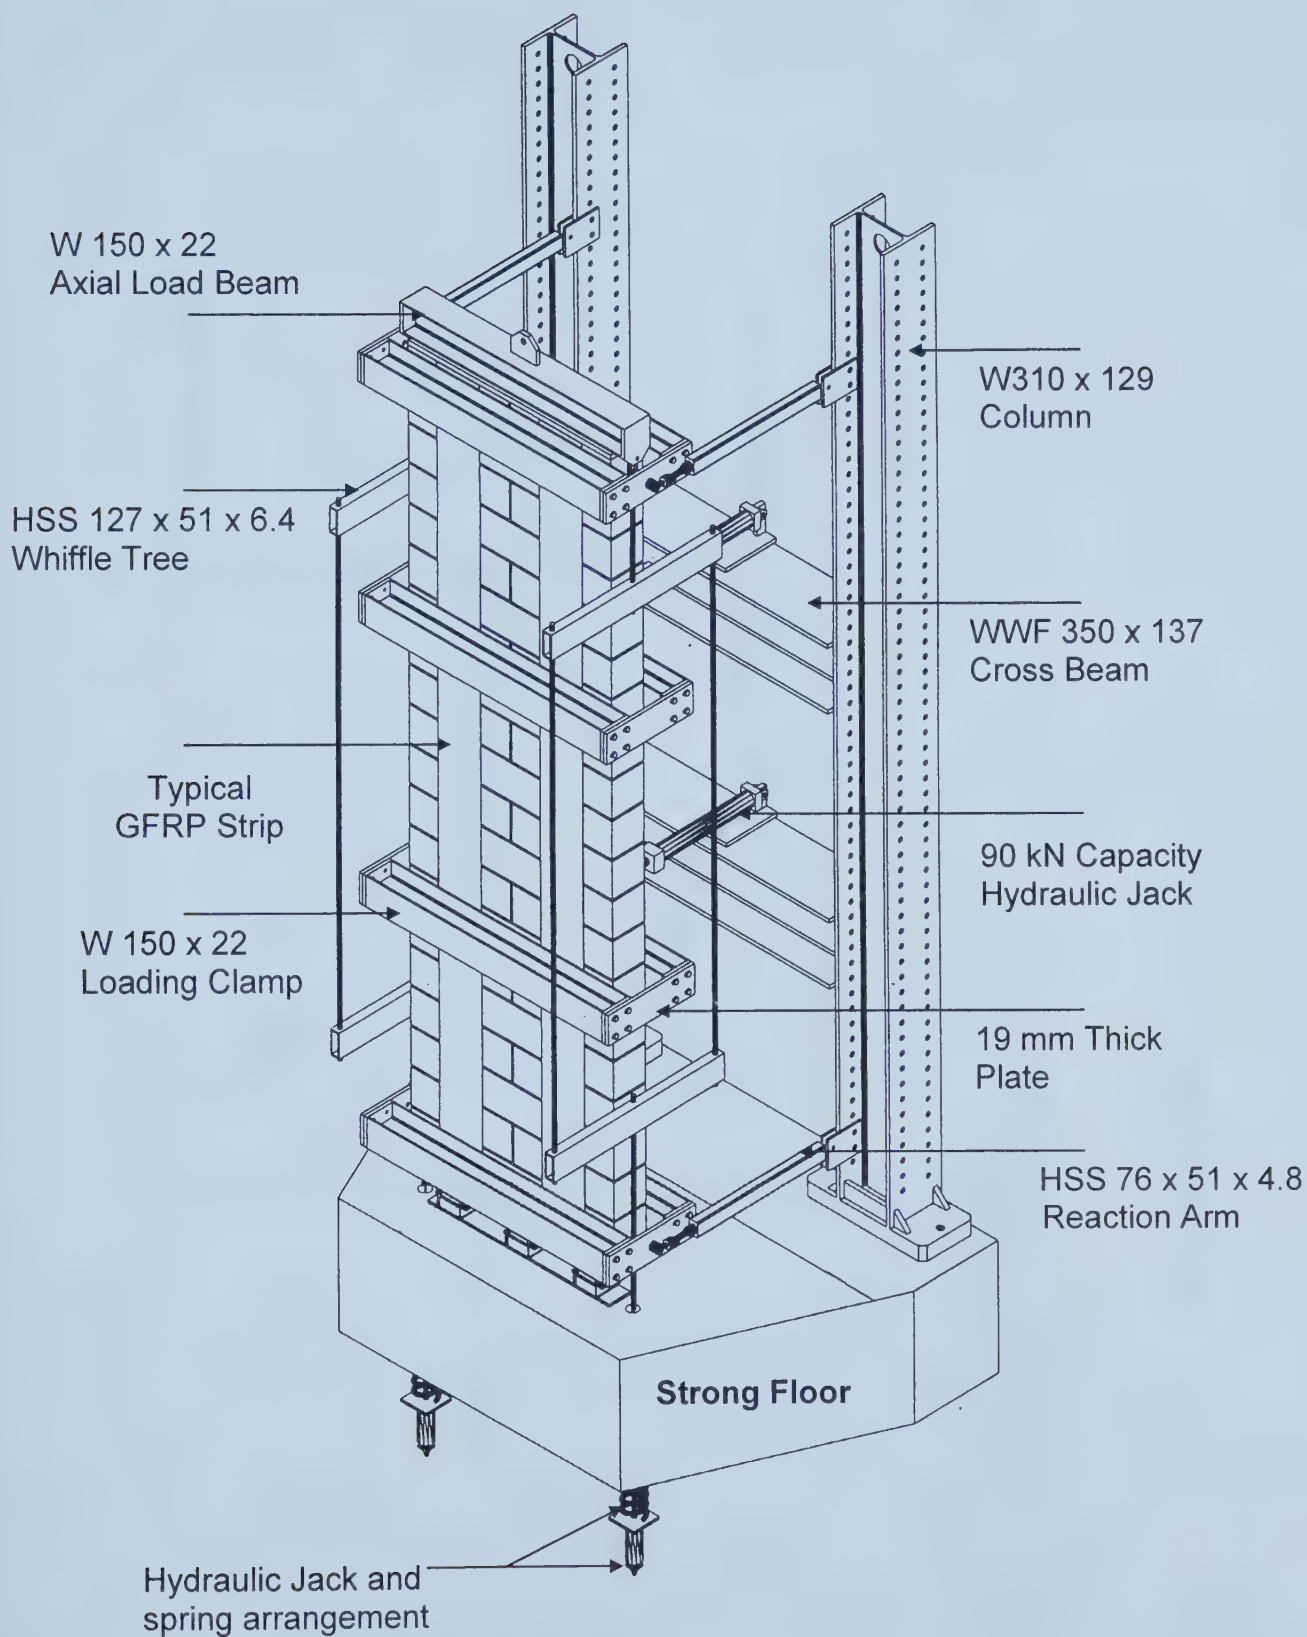 W 150 x 22
Axial Load Beam
W310 x 129
Column
HSS 127 x 51 x 6.4
Whiffle Tree
WWF 350 x 137
Cross Beam
Typical
GFRP Strip
90 kN Capacity
Hydraulic Jack
W 150 x 22
Loading Clamp
19 mm Thick
Plate
HSS 76 x 51 x 4.8
Reaction Arm
Strong Floor
Hydraulic Jack and
spring arrangement